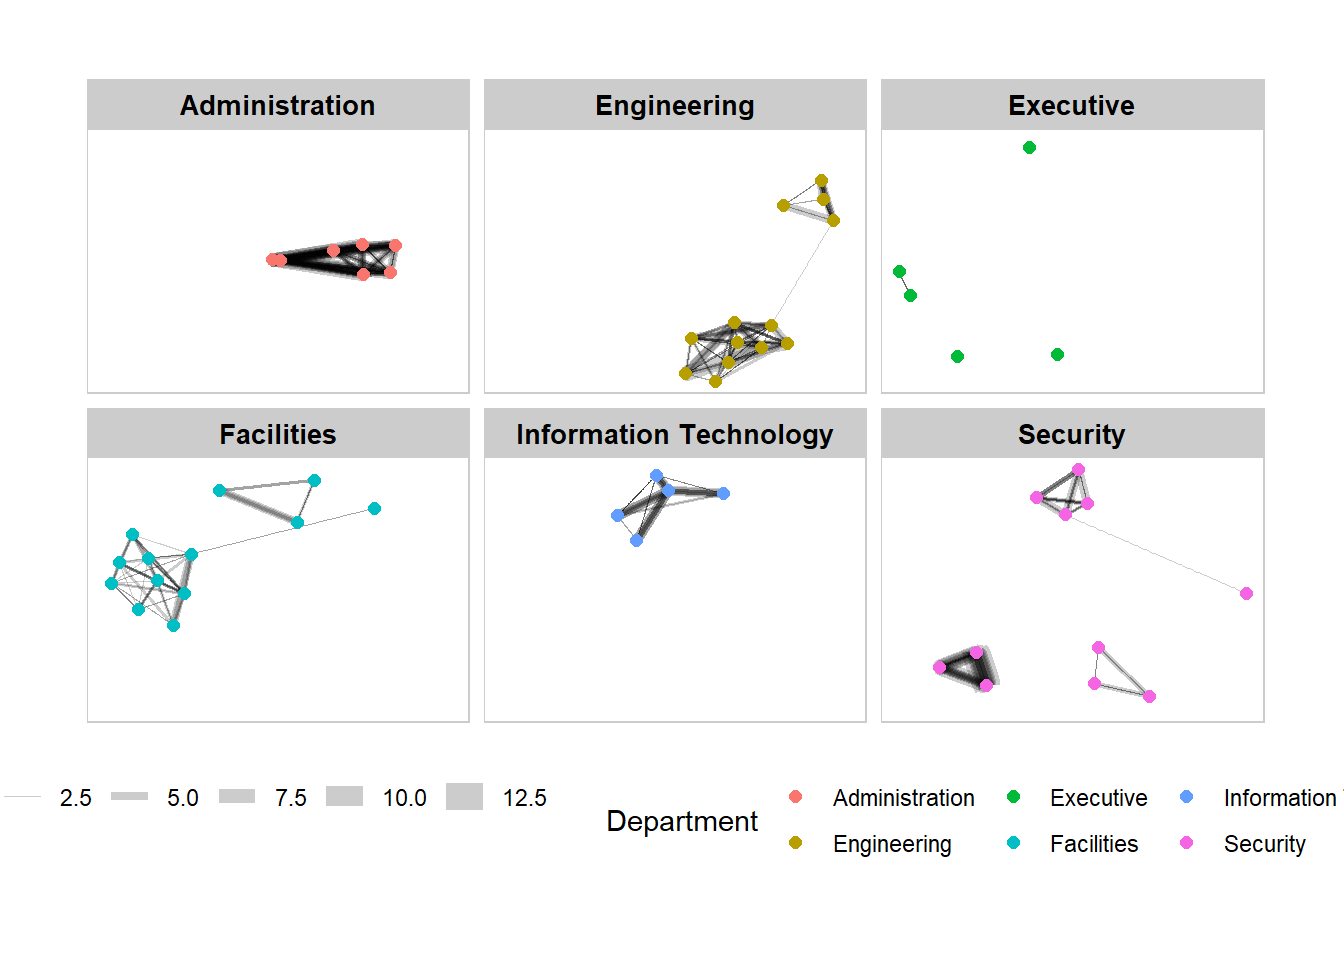 Administration
Engineering
Executive
Facilities
Information Technology
Security
2.5
5.0
7.5
10.0
12.5
Department
Administration
Executive
Information
Engineering
Facilities
Security